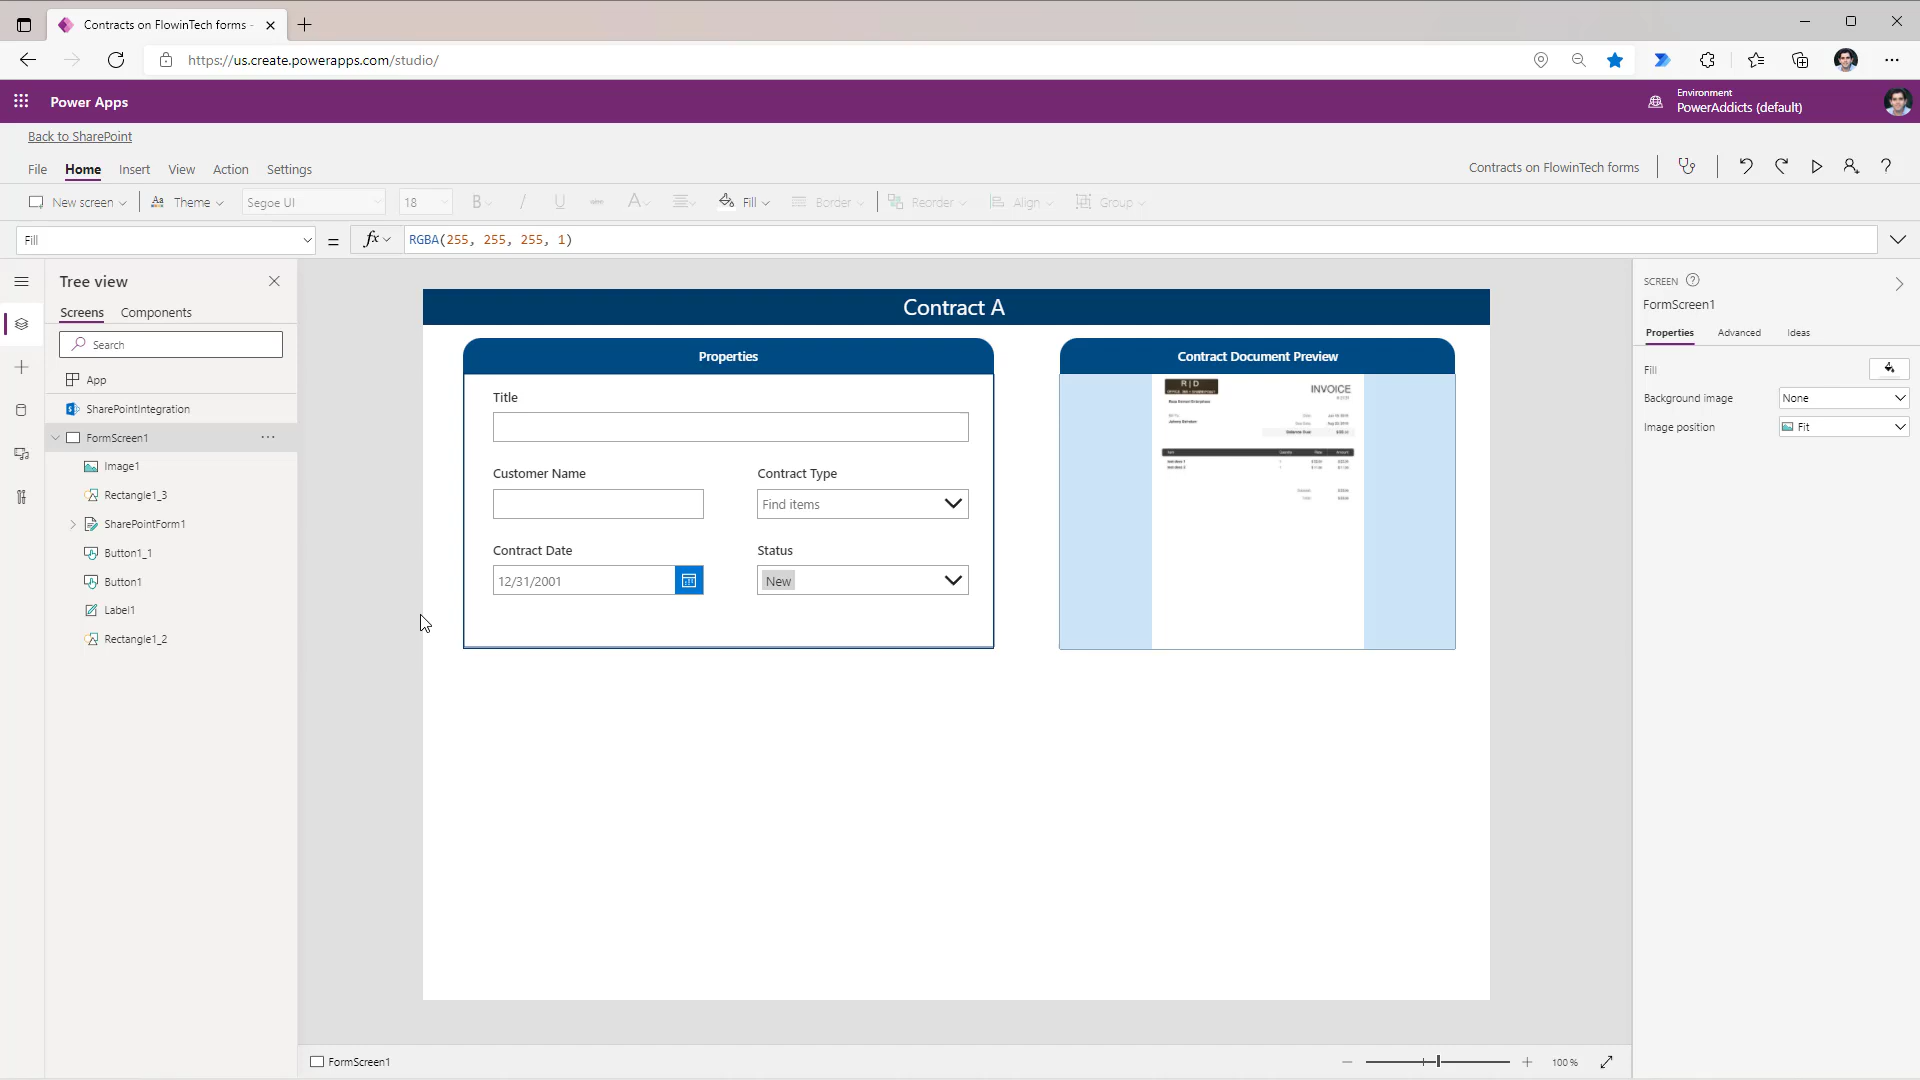 Contracts on FlowinTech forms -
https://us.create.powerapps.com/studio/
Power Apps
Environment
PowerAddicts (default)
Back to SharePoint
File Home Insert View Action Settings
Contracts on FlowinTech forms
New screen Theme Segoe UI 18 B / U abc A Fill Border Reorder Align Group
Fill = fx RGBA(255, 255, 255, 1)
Tree view
Screens Components
Search
App
SharePointIntegration
FormScreen1
Image1
Rectangle1_3
SharePointForm1
Button1_1
Button1
Label1
Rectangle1_2
Contract A
Properties
Title
Customer Name Contract Type
Find items
Contract Date Status
12/31/2001 New
Contract Document Preview
R | D
INVOICE
Balance Due
SCREEN
FormScreen1
Properties Advanced Ideas
Fill
Background image None
Image position Fit
FormScreen1
100 %